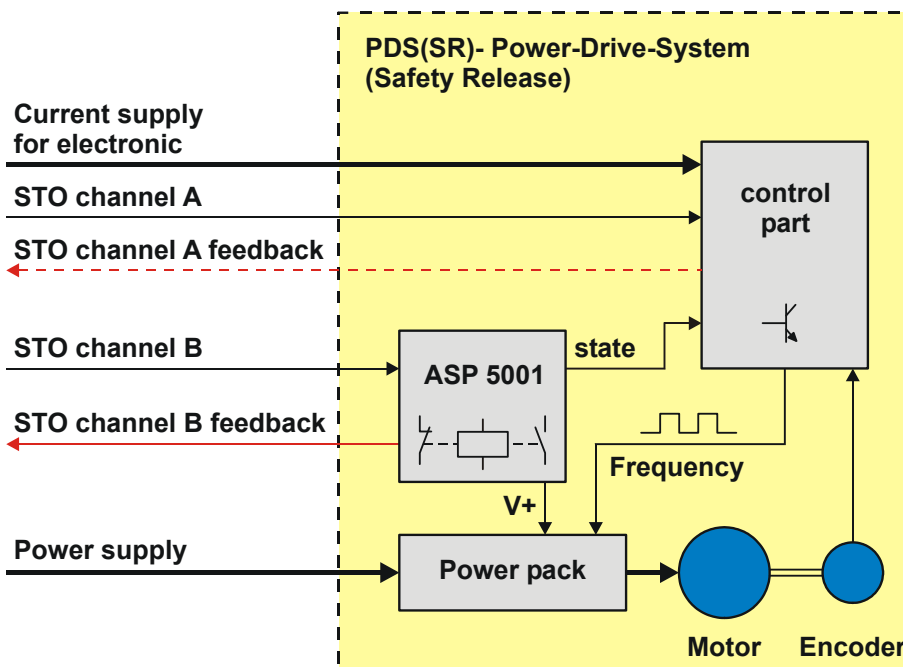 PDS(SR)- Power-Drive-System
(Safety Release)
Current supply
for electronic
STO channel A
STO channel A feedback
control
part
STO channel B
state
ASP 5001
STO channel B feedback
Frequency
V+
Power supply
Power pack
Motor
Encoder